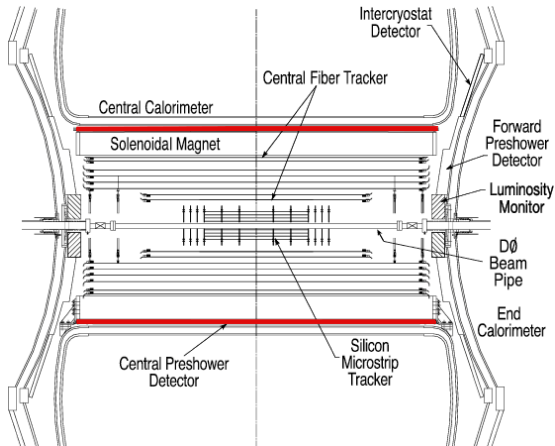 Intercryostat
Detector
Central Fiber Tracker
Central Calorimeter
Solenoidal Magnet
Forward
Preshower
Detector
Luminosity
Monitor
DØ
Beam
Pipe
End
Calorimeter
Silicon
Microstrip
Tracker
Central Preshower
Detector